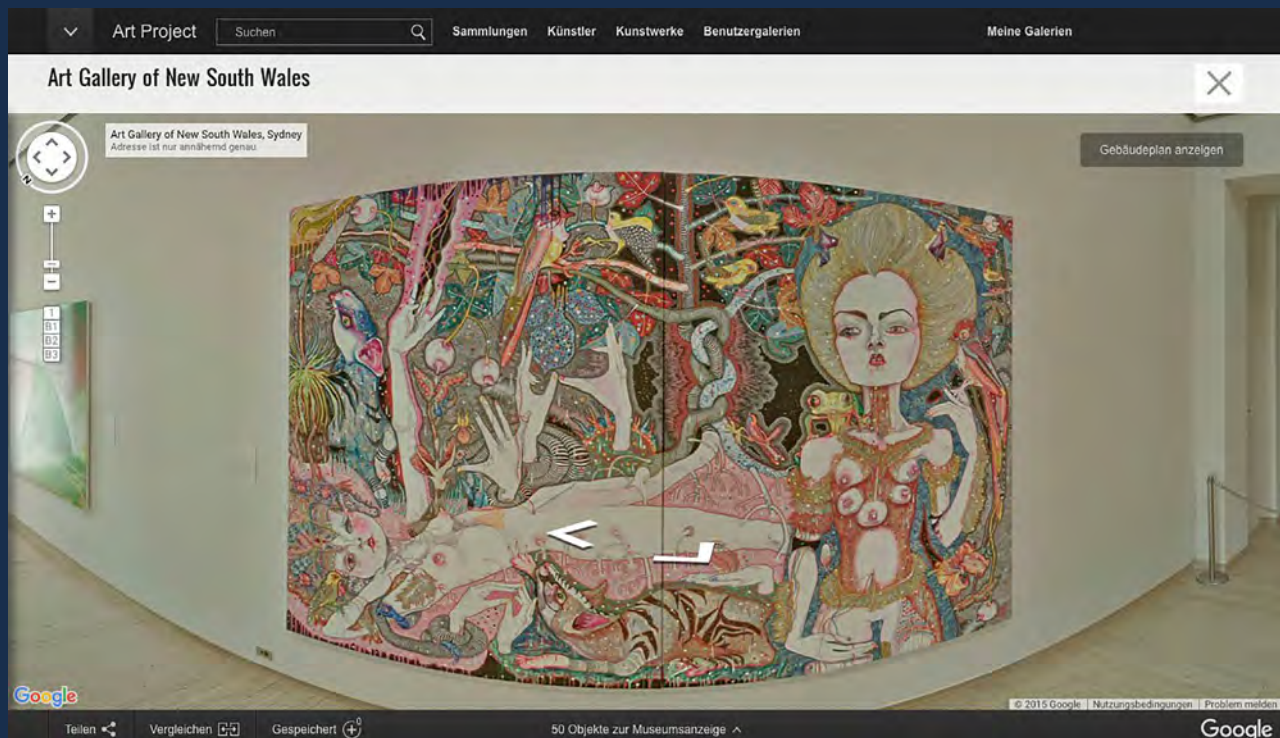 Art Project
Suchen
Sammlungen
Künstler
Kunstwerke
Benutzergalerien
Meine Galerien
Art Gallery of New South Wales
Art Gallery of New South Wales, Sydney
Adresse ist nur annähernd genau.
Gebäudeplan anzeigen
N
1
B1
B2
B3
Google
© 2015 Google
Nutzungsbedingungen
Problem melden
Teilen
Vergleichen
Gespeichert
0
50 Objekte zur Museumsanzeige
Google